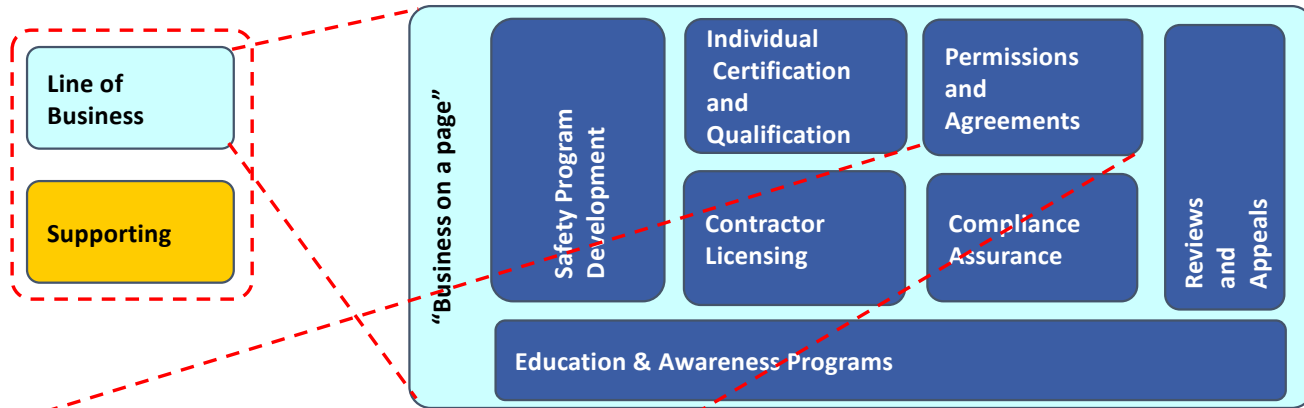 Line of
Business
Supporting
“Business on a page”
Safety Program
Development
Individual
Certification
and
Qualification
Permissions
and
Agreements
Contractor
Licensing
Compliance
Assurance
Reviews
and
Appeals
Education & Awareness Programs